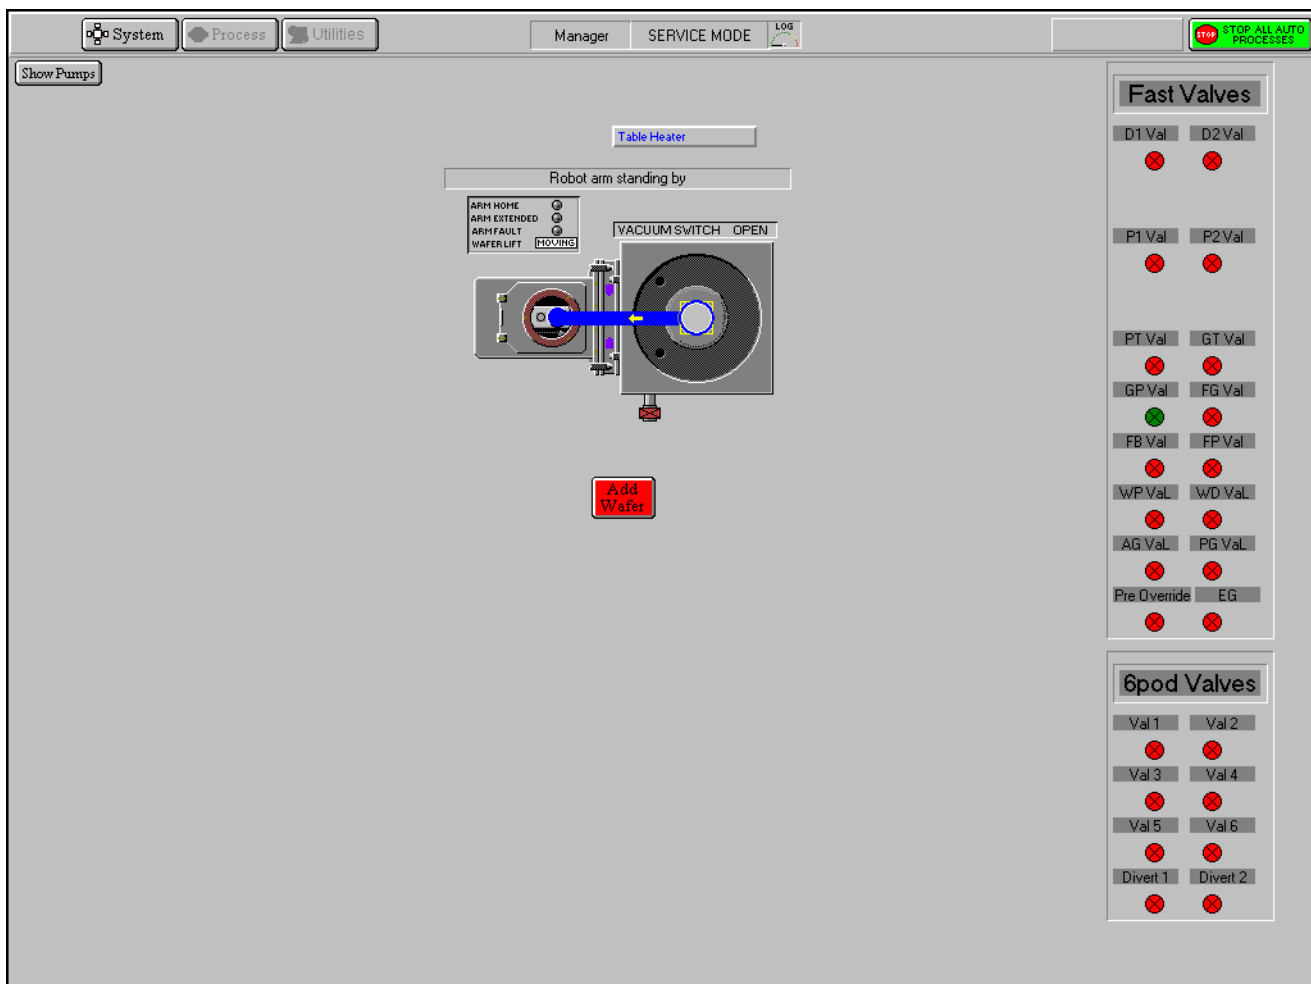 System Process Utilities Manager SERVICE MODE LOG STOP STOP ALL AUTO
PROCESSES
Show Pumps
Table Heater
Robot arm standing by
ARM HOME
ARM EXTENDED
ARM FAULT
WAFER LIFT MOVING
VACUUM SWITCH OPEN
Add
Wafer
Fast Valves
D1 Val D2 Val
P1 Val P2 Val
PT Val GT Val
GP Val FG Val
FB Val FP Val
WP VaL WD VaL
AG VaL PG VaL
Pre Override EG
6pod Valves
Val 1 Val 2
Val 3 Val 4
Val 5 Val 6
Divert 1 Divert 2